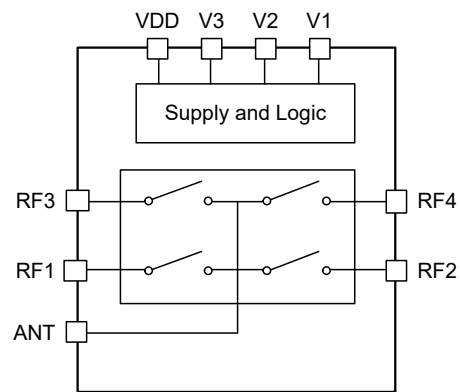 VDD V3 V2 V1
Supply and Logic
RF3 RF4
RF1 RF2
ANT